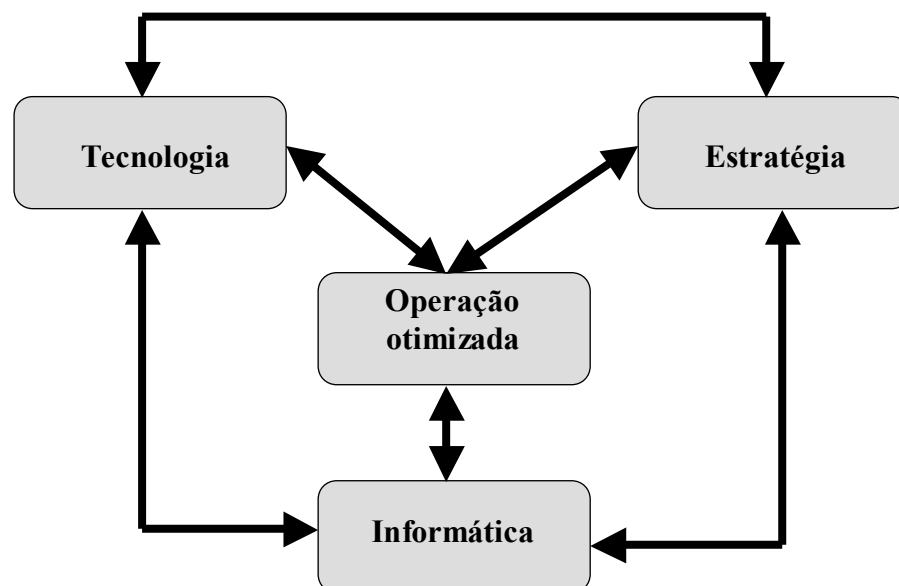 Tecnologia
Estratégia
Operação
otimizada
Informática